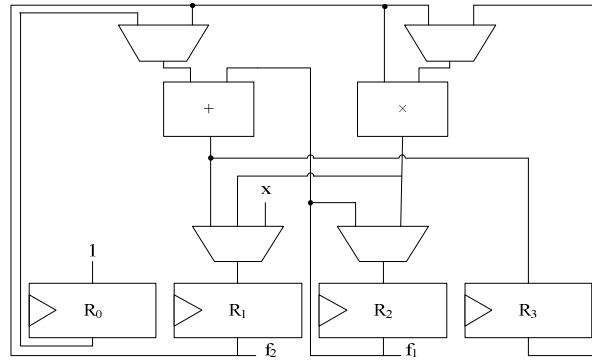 + ×
x
1
R₀ R₁ R₂ R₃
f₂ f₁